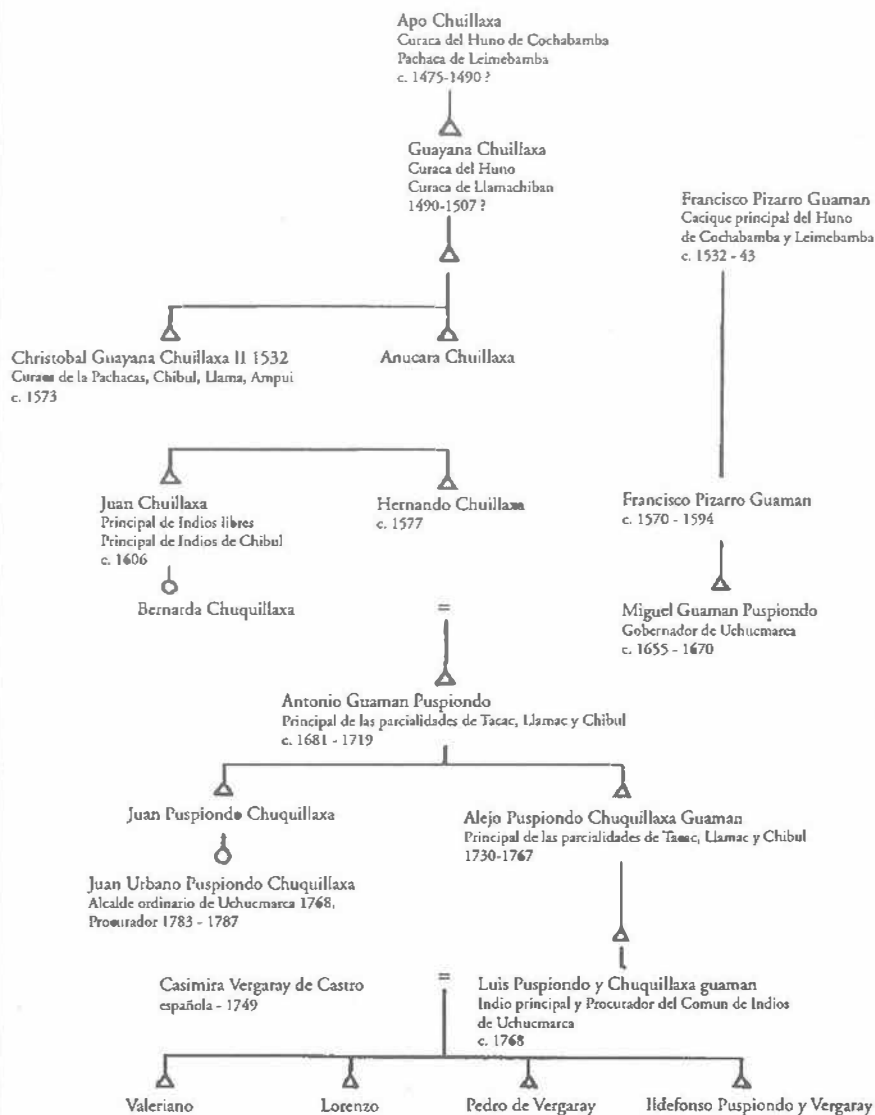 Apo Chuillaxa
Curaca del Huno de Cochabamba
Pachaca de Leimebamba
c. 1475-1490 ?
Guayana Chuillaxa
Curaca del Huno
Curaca de Llamachiban
1490-1507 ?
Francisco Pizarro Guaman
Cacique principal del Huno
de Cochabamba y Leimebamba
c. 1532 - 43
Christobal Guayana Chuillaxa II 1532
Curaca de la Pachacas, Chibul, Llama, Ampui
c. 1573
Anucara Chuillaxa
Juan Chuillaxa
Principal de Indios libres
Principal de Indios de Chibul
c. 1606
Hernando Chuillaxa
c. 1577
Francisco Pizarro Guaman
c. 1570 - 1594
Bernarda Chuquillaxa
=
Miguel Guaman Puspiondo
Gobernador de Uchucmarca
c. 1655 - 1670
Antonio Guaman Puspiondo
Principal de las parcialidades de Tacac, Llamac y Chibul
c. 1681 - 1719
Juan Puspiondo Chuquillaxa
Alejo Puspiondo Chuquillaxa Guaman
Principal de las parcialidades de Tacac, Llamac y Chibul
1730-1767
Juan Urbano Puspiondo Chuquillaxa
Alcalde ordinario de Uchucmarca 1768,
Procurador 1783 - 1787
Casimira Vergaray de Castro
española - 1749
=
Luis Puspiondo y Chuquillaxa guaman
Indio principal y Procurador del Comun de Indios
de Uchucmarca
c. 1768
Valeriano
Lorenzo
Pedro de Vergaray
Ildefonso Puspiondo y Vergaray